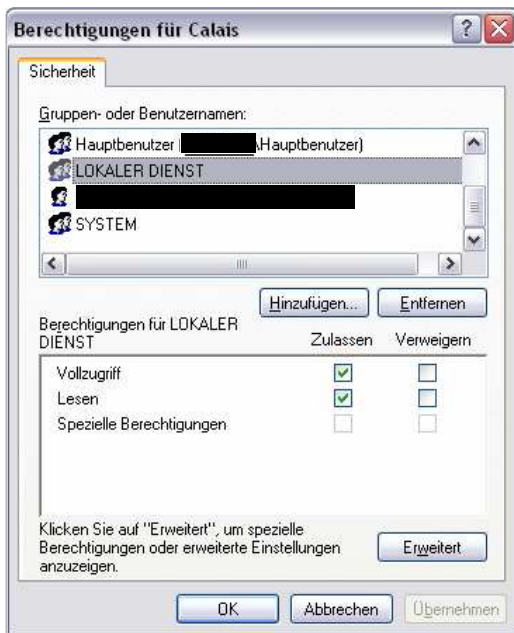 Berechtigungen für Calais
Sicherheit
Gruppen- oder Benutzernamen:
Hauptbenutzer ( \Hauptbenutzer)
LOKALER DIENST
SYSTEM
Hinzufügen... Entfernen
Berechtigungen für LOKALER
DIENST Zulassen Verweigern
Vollzugriff
Lesen
Spezielle Berechtigungen
Klicken Sie auf "Erweitert", um spezielle
Berechtigungen oder erweiterte Einstellungen
anzuzeigen.
Erweitert
OK Abbrechen Übernehmen